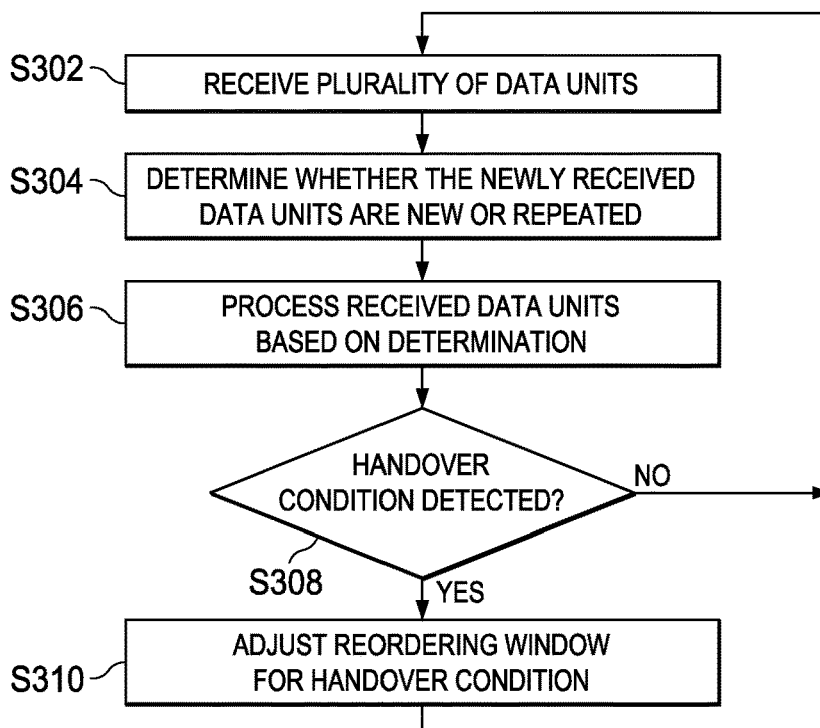 S302
RECEIVE PLURALITY OF DATA UNITS
S304
DETERMINE WHETHER THE NEWLY RECEIVED
DATA UNITS ARE NEW OR REPEATED
S306
PROCESS RECEIVED DATA UNITS
BASED ON DETERMINATION
HANDOVER
CONDITION DETECTED?
NO
S308
YES
S310
ADJUST REORDERING WINDOW
FOR HANDOVER CONDITION